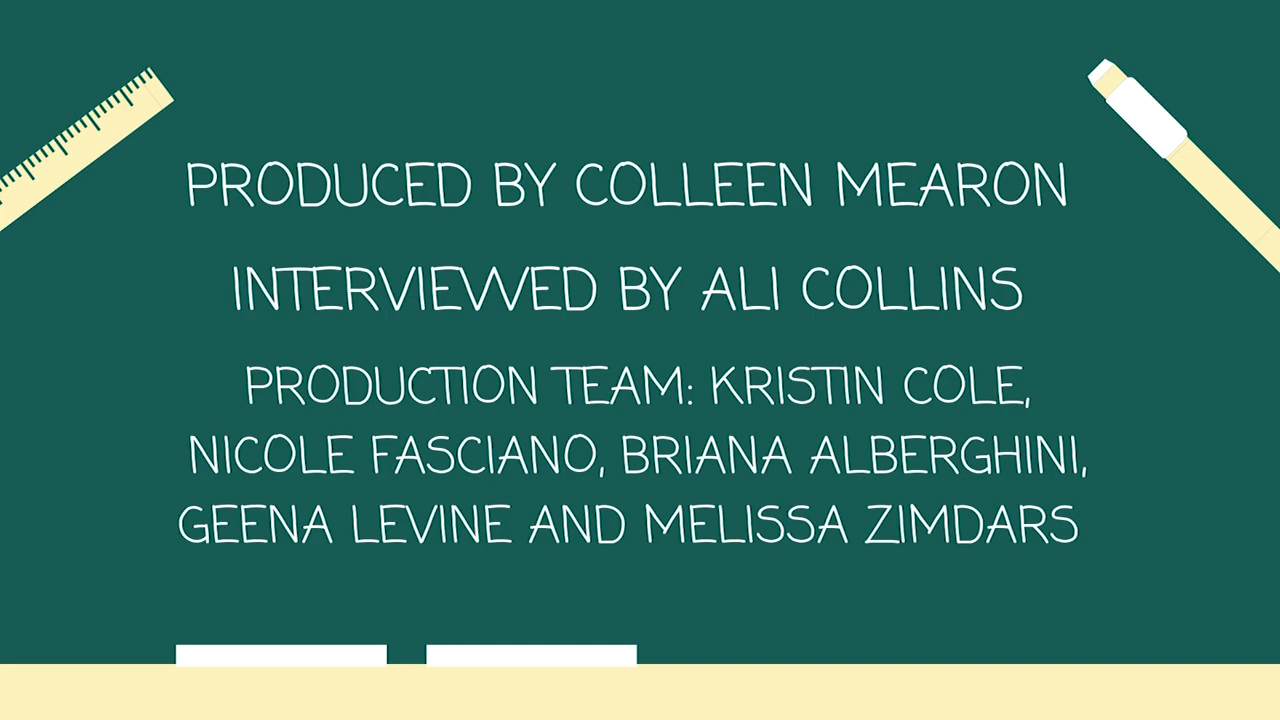 PRODUCED BY COLLEEN MEARON
INTERVIEWED BY ALI COLLINS
PRODUCTION TEAM: KRISTIN COLE,
NICOLE FASCIANO, BRIANA ALBERGHINI,
GEENA LEVINE AND MELISSA ZIMDARS